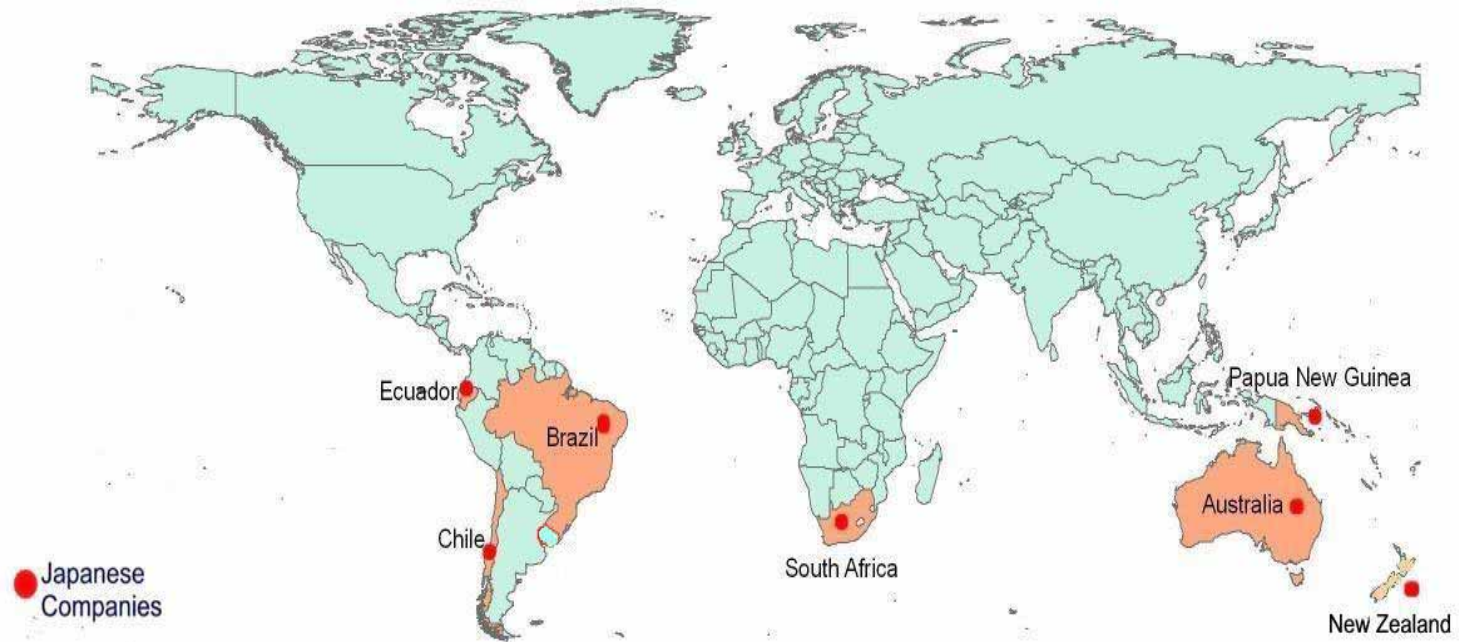 Papua New Guinea
Ecuador
Brazil
Australia
Chile
South Africa
Japanese
Companies
New Zealand